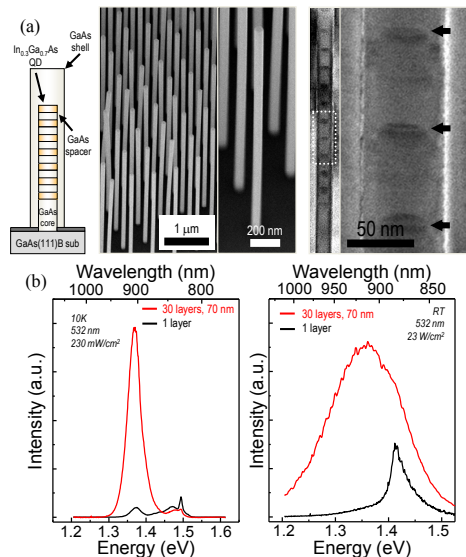 (a)
In0.3Ga0.7As
QD
GaAs
shell
GaAs
spacer
GaAs
core
GaAs(111)B sub
1 μm
200 nm
50 nm
(b)
Wavelength (nm)
1000 900 800
10K
532 nm
230 mW/cm²
30 layers, 70 nm
1 layer
Intensity (a.u.)
1.2 1.3 1.4 1.5 1.6
Energy (eV)
Wavelength (nm)
1000 950 900 850
30 layers, 70 nm
1 layer
RT
532 nm
23 W/cm²
Intensity (a.u.)
1.2 1.3 1.4 1.5
Energy (eV)